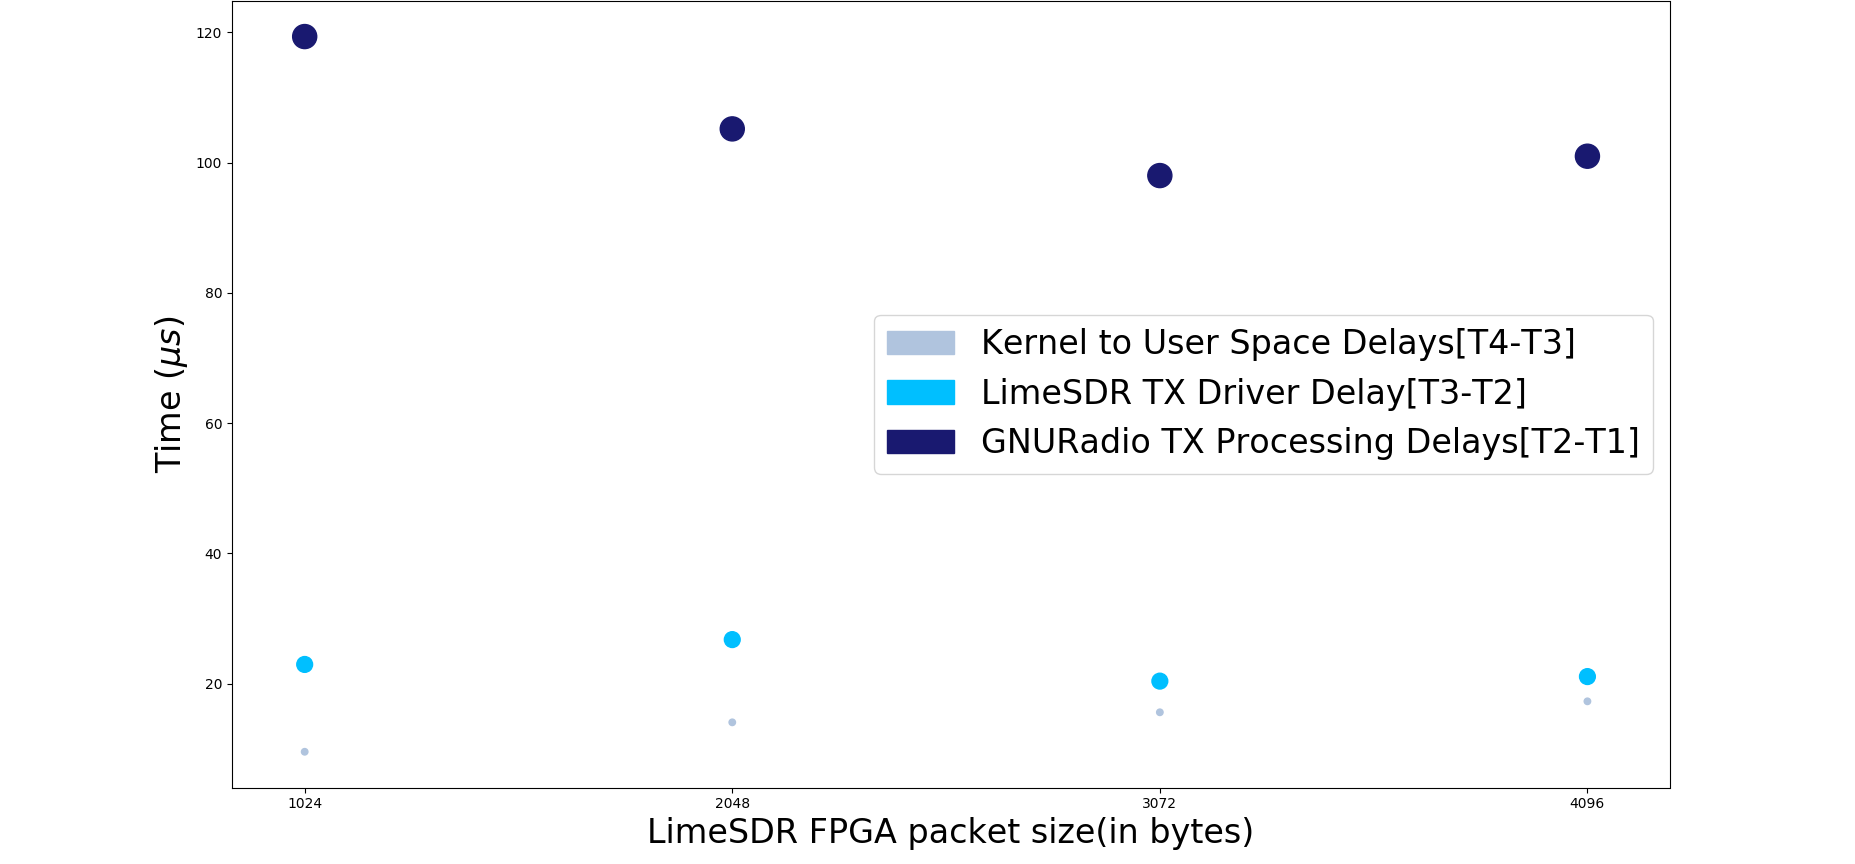 120
100
80
60
40
20
Time (μs)
Kernel to User Space Delays[T4-T3]
LimeSDR TX Driver Delay[T3-T2]
GNURadio TX Processing Delays[T2-T1]
1024 2048 3072 4096
LimeSDR FPGA packet size(in bytes)